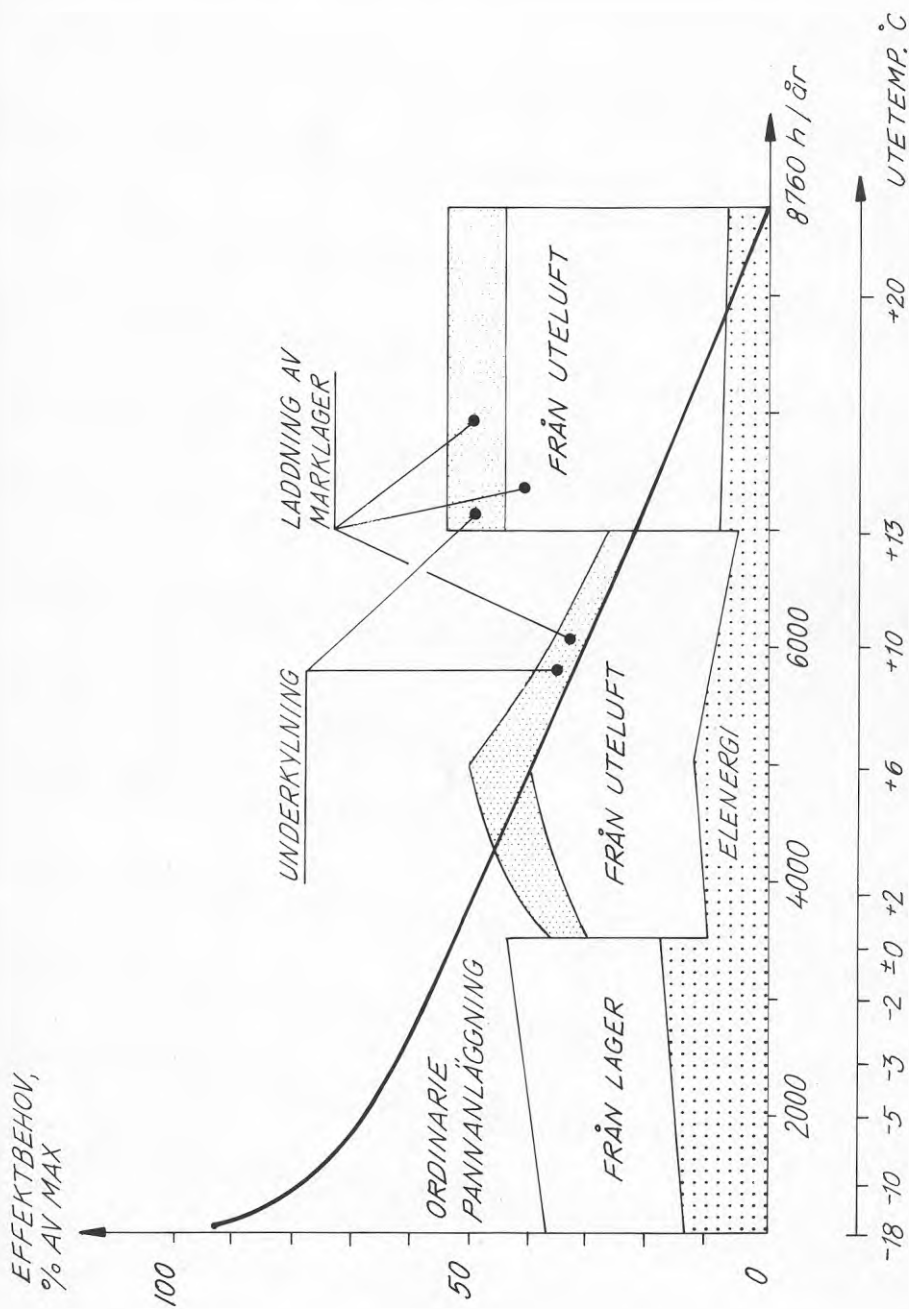 EFFEKTBEHOV,
% AV MAX
100
50
0
UNDERKYLNING
LADDNING AV
MARKLAGER
ORDINARIE
PANNANLÄGGNING
FRÅN LAGER
FRÅN UTELUFT
FRÅN UTELUFT
ELENERGI
2000
4000
6000
8760 h / år
-18
-10
-5
-3
-2
±0
+2
+6
+10
+13
+20
UTETEMP. °C